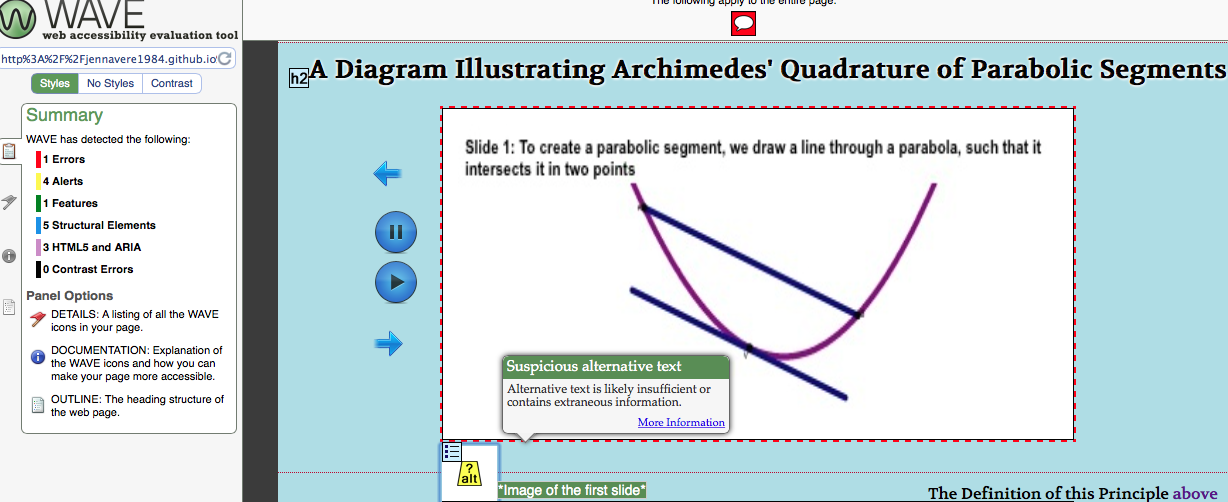 WAVE
web accessibility evaluation tool
http%3A%2F%2Fjennavere1984.github.io
Styles
No Styles
Contrast
Summary
WAVE has detected the following:
1 Errors
4 Alerts
1 Features
5 Structural Elements
3 HTML5 and ARIA
0 Contrast Errors
Panel Options
DETAILS: A listing of all the WAVE
icons in your page.
DOCUMENTATION: Explanation of
the WAVE icons and how you can
make your page more accessible.
OUTLINE: The heading structure of
the web page.
The following apply to the entire page:
h2
A Diagram Illustrating Archimedes' Quadrature of Parabolic Segments
Slide 1: To create a parabolic segment, we draw a line through a parabola, such that it
intersects it in two points
Suspicious alternative text
Alternative text is likely insufficient or
contains extraneous information.
More Information
?
alt
*Image of the first slide*
The Definition of this Principle above